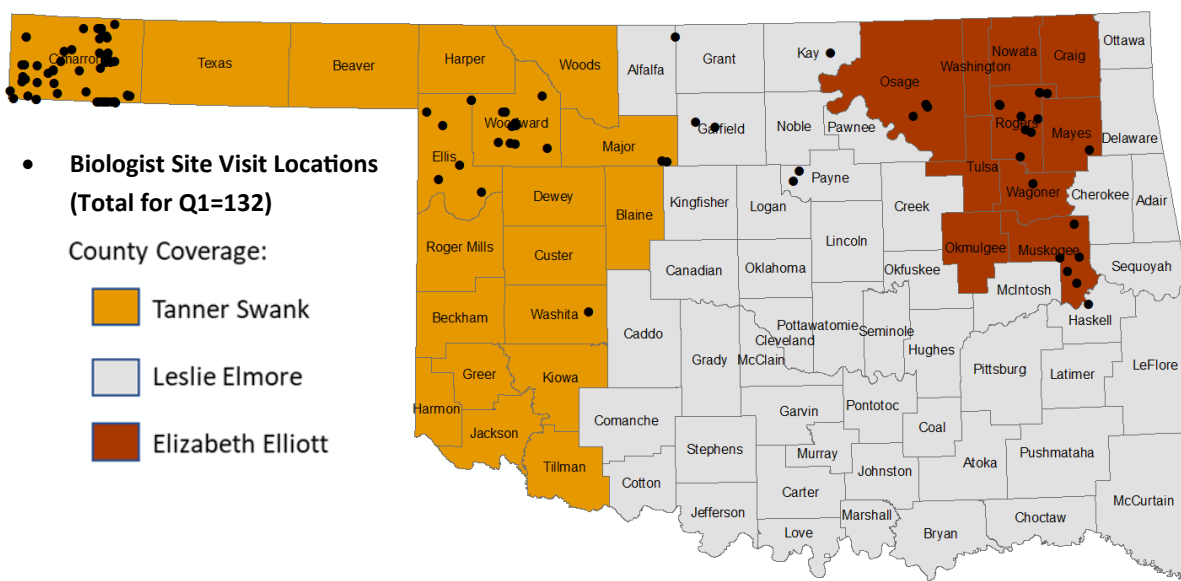 Cimarron
Texas
Beaver
Harper
Woods
Alfalfa
Grant
Kay
Osage
Washington
Nowata
Craig
Ottawa
Woodward
Ellis
Major
Garfield
Noble
Pawnee
Rogers
Mayes
Delaware
Tulsa
• Biologist Site Visit Locations
(Total for Q1=132)
County Coverage:
Tanner Swank
Leslie Elmore
Elizabeth Elliott
Dewey
Blaine
Kingfisher
Logan
Payne
Creek
Wagoner
Cherokee
Adair
Roger Mills
Custer
Canadian
Oklahoma
Lincoln
Okfuskee
Okmulgee
Muskogee
McIntosh
Sequoyah
Beckham
Washita
Caddo
Grady
Cleveland
McClain
Pottawatomie
Seminole
Hughes
Pittsburg
Haskell
Latimer
LeFlore
Greer
Kiowa
Harmon
Jackson
Tillman
Comanche
Cotton
Stephens
Jefferson
Garvin
Murray
Carter
Love
Pontotoc
Johnston
Marshall
Coal
Atoka
Bryan
Pushmataha
Choctaw
McCurtain